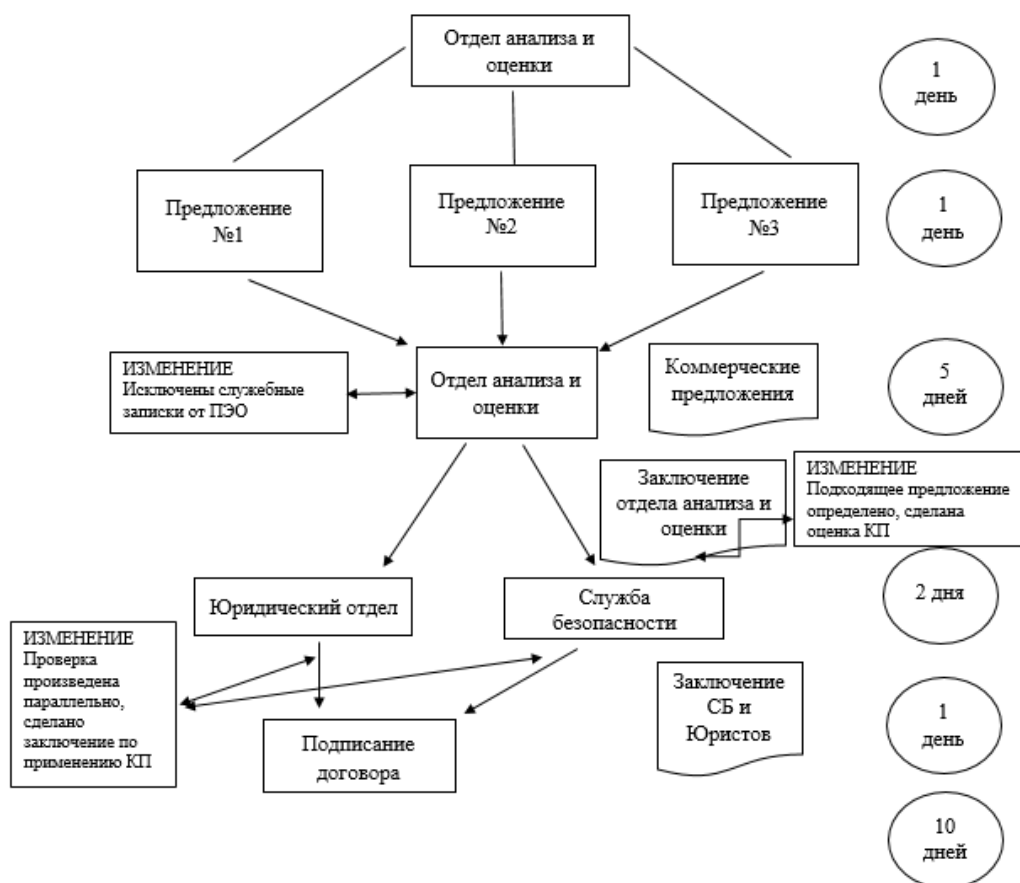 Отдел анализа и
оценки
1
день
Предложение
№1
Предложение
№2
Предложение
№3
1
день
ИЗМЕНЕНИЕ
Исключены служебные
записки от ПЭО
Отдел анализа и
оценки
Коммерческие
предложения
5
дней
Заключение
отдела анализа и
оценки
ИЗМЕНЕНИЕ
Подходящее предложение
определено, сделана
оценка КП
Юридический отдел
Служба
безопасности
2 дня
ИЗМЕНЕНИЕ
Проверка
произведена
параллельно,
сделано
заключение по
применению КП
Подписание
договора
Заключение
СБ и
Юристов
1
день
10
дней